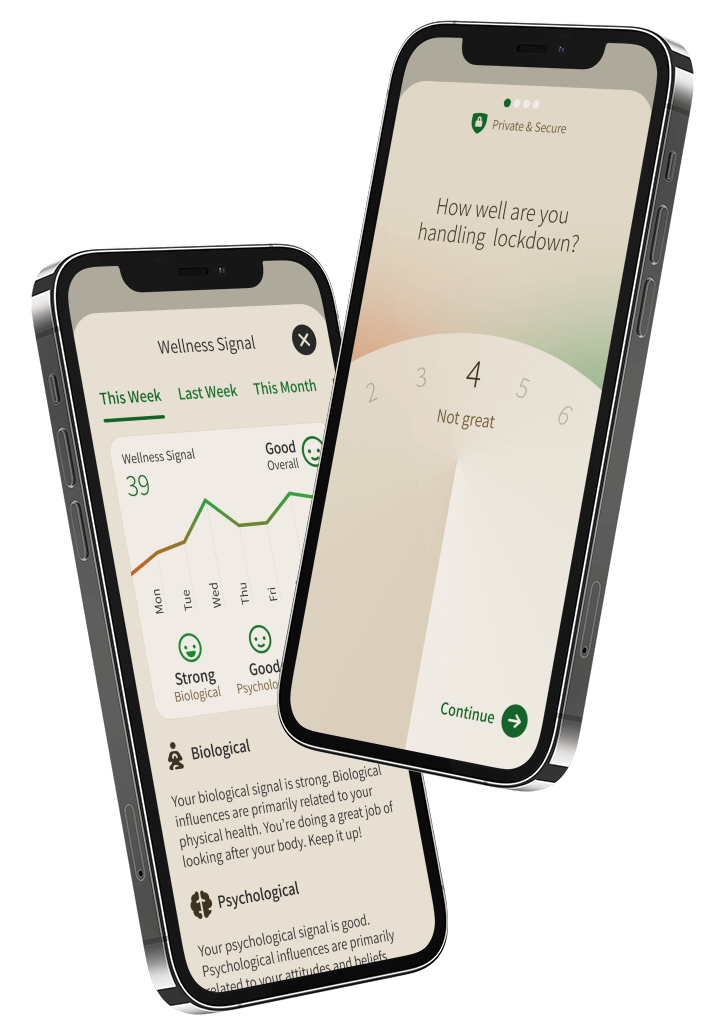 Private & Secure
How well are you
handling lockdown?
2
3
4
5
6
Not great
Continue
Wellness Signal
This Week
Last Week
This Month
Wellness Signal
39
Good
Overall
Mon
Tue
Wed
Thu
Fri
Strong
Biological
Good
Biological
Your biological signal is strong. Biological
influences are primarily related to your
physical health. You're doing a great job of
looking after your body. Keep it up!
Psychological
Your psychological signal is good.
Psychological influences are primarily
related to your attitudes and beliefs